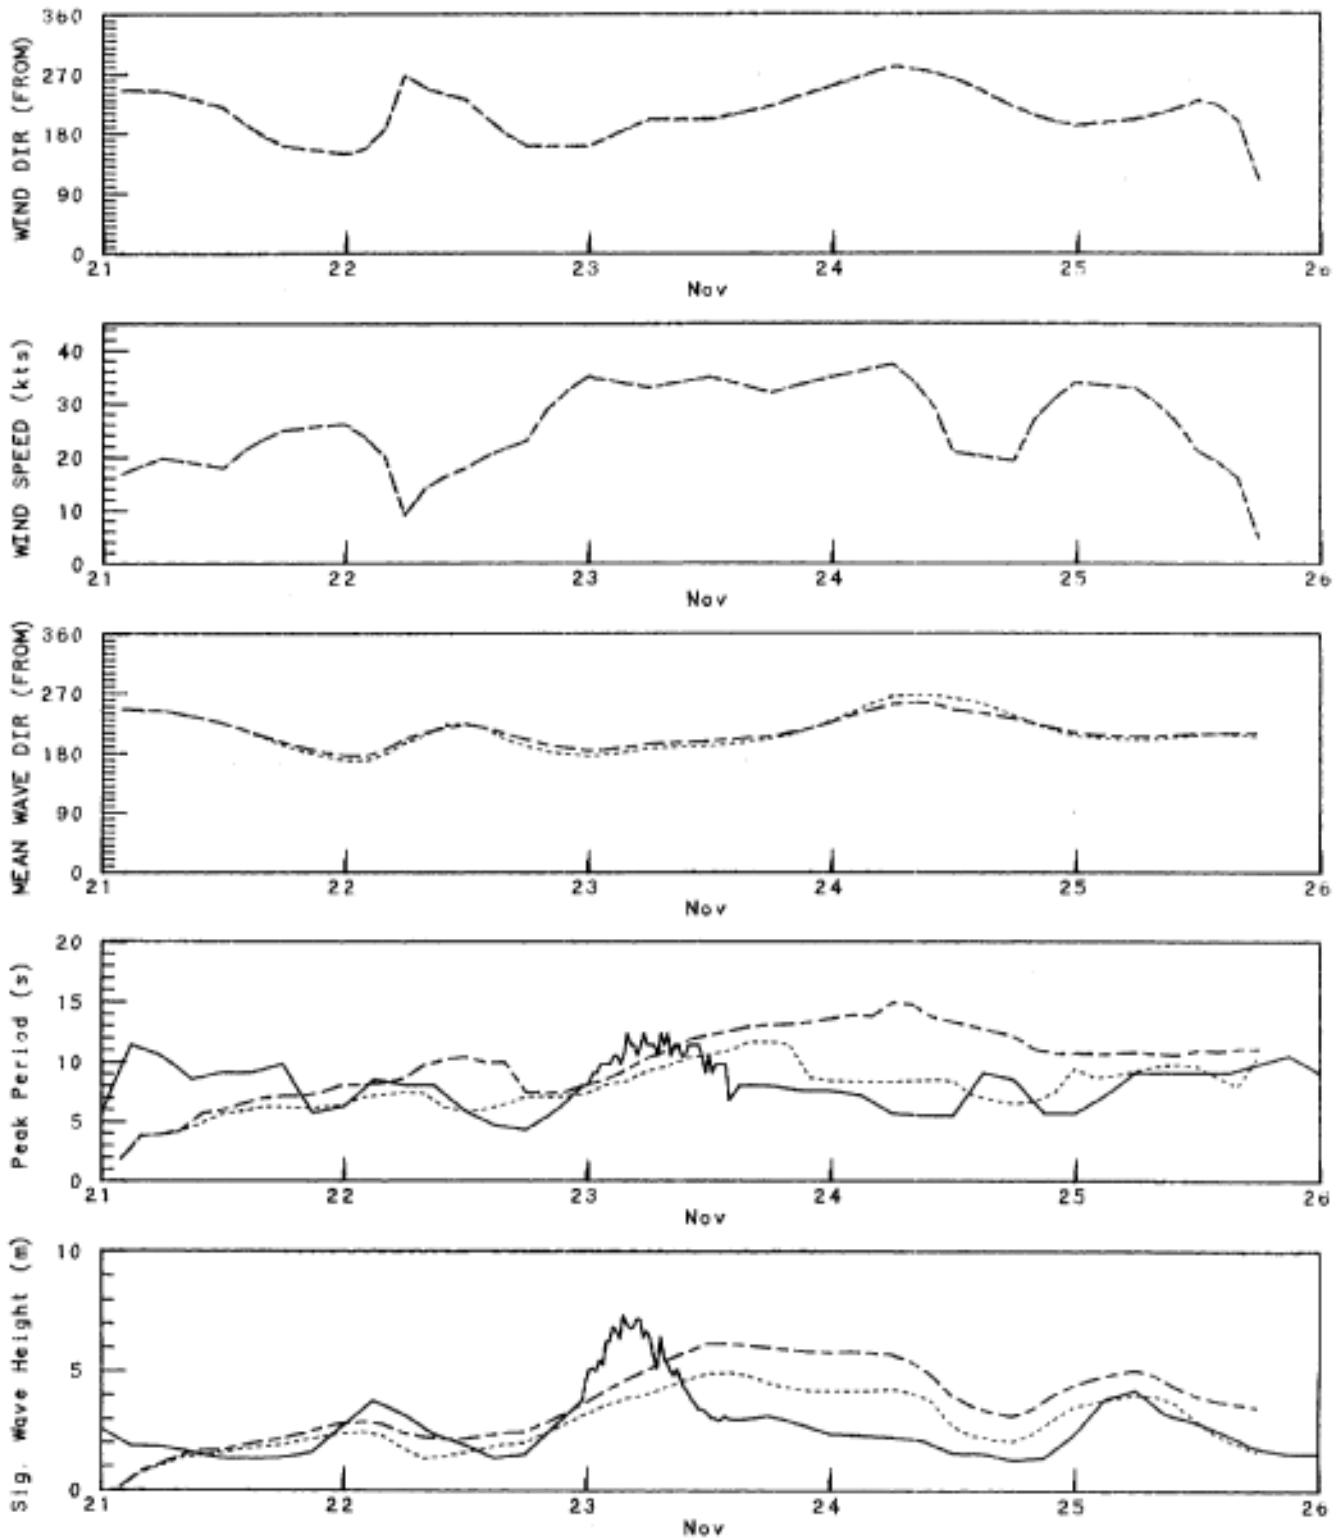 WIND DIR (FROM)
360
270
180
90
0
21 22 23 24 25 26
Nov
WIND SPEED (kts)
40
30
20
10
0
21 22 23 24 25 26
Nov
MEAN WAVE DIR (FROM)
360
270
180
90
0
21 22 23 24 25 26
Nov
Peak Period (s)
20
15
10
5
0
21 22 23 24 25 26
Nov
Sig. Wave Height (m)
10
5
0
21 22 23 24 25 26
Nov